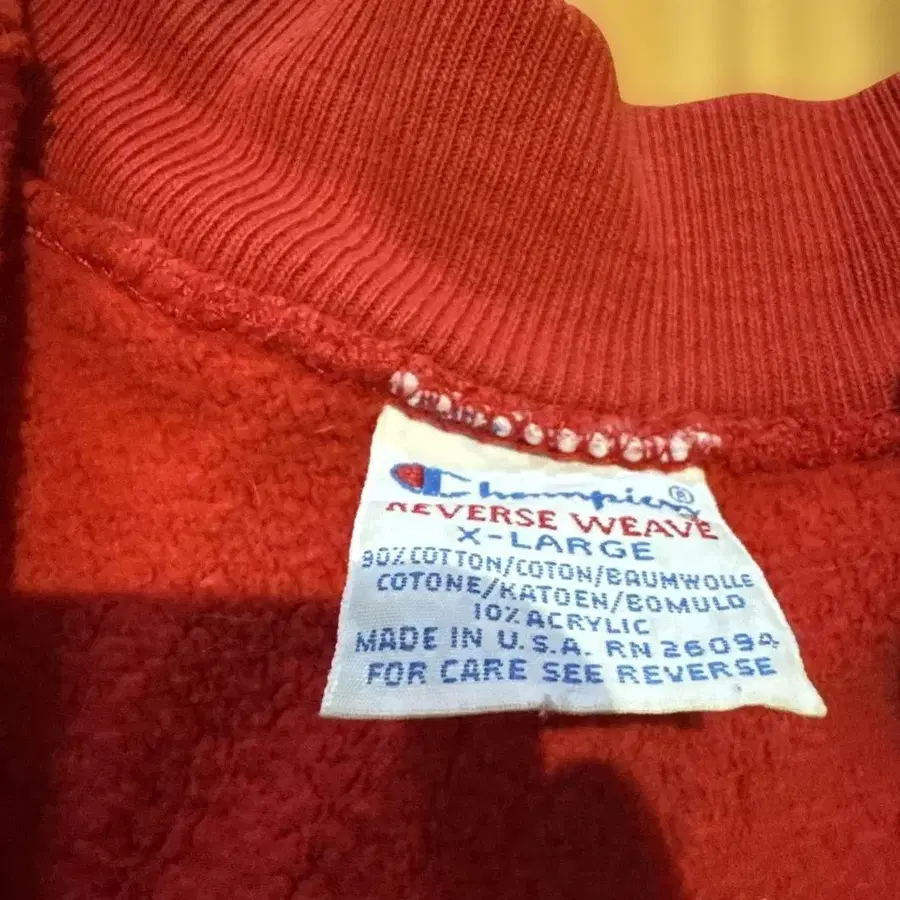 Champion®
REVERSE WEAVE
X-LARGE
90% COTTON/COTON/BAUMWOLLE
COTONE/KATOEN/BOMULD
10% ACRYLIC
MADE IN U.S.A. RN 26094
FOR CARE SEE REVERSE